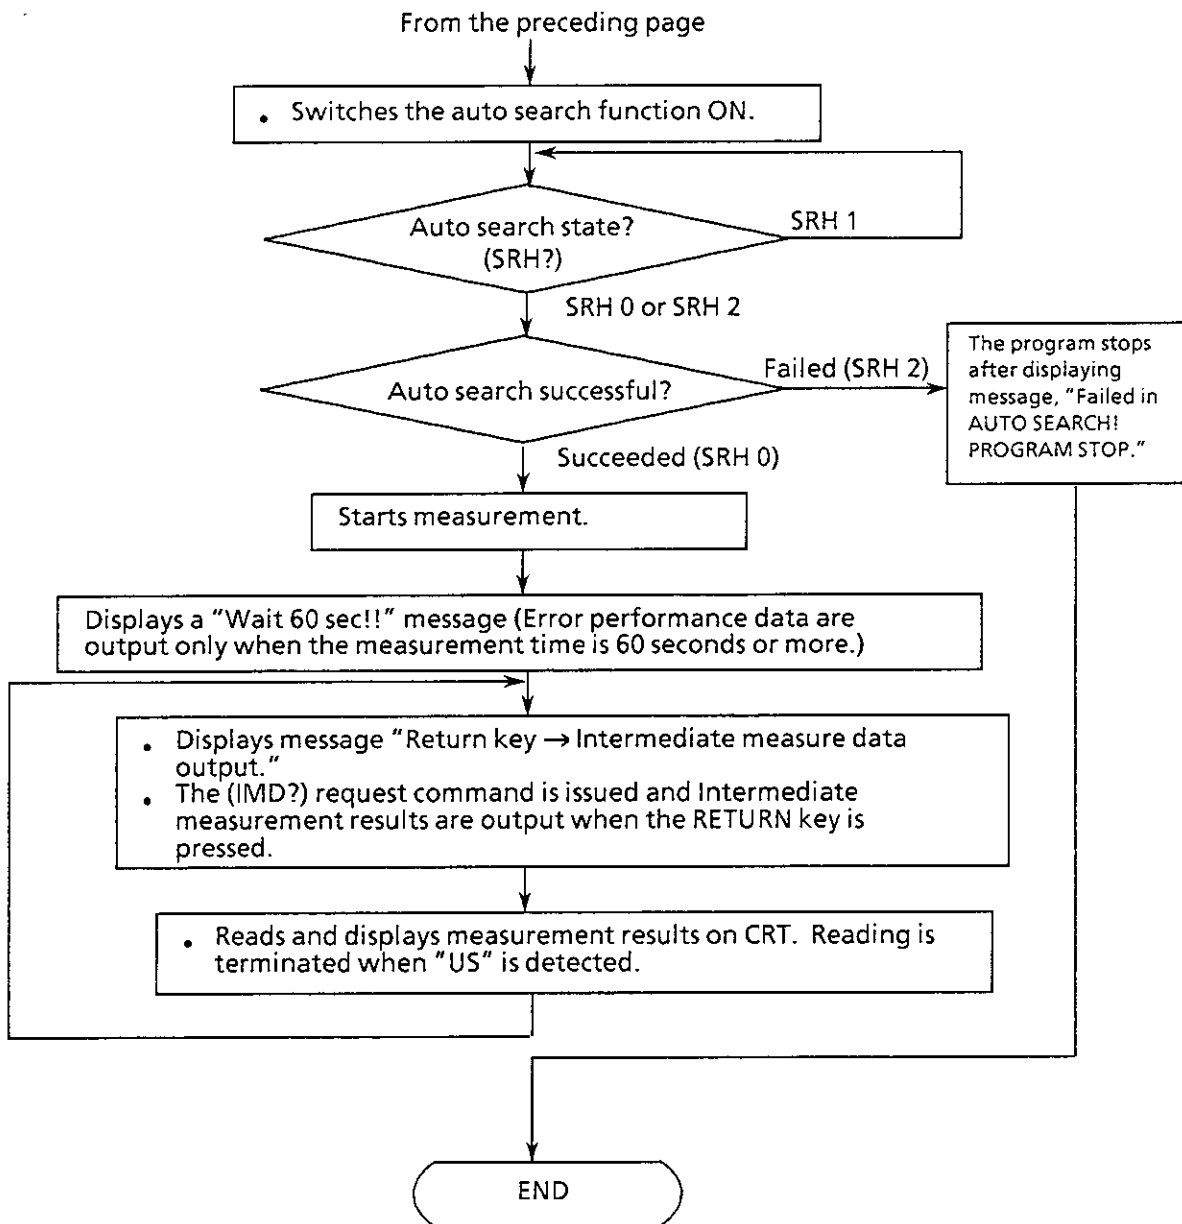 From the preceding page
• Switches the auto search function ON.
Auto search state?
(SRH?)
SRH 1
SRH 0 or SRH 2
Auto search successful?
Failed (SRH 2)
The program stops
after displaying
message, "Failed in
AUTO SEARCH!
PROGRAM STOP."
Succeeded (SRH 0)
Starts measurement.
Displays a "Wait 60 sec!!" message (Error performance data are
output only when the measurement time is 60 seconds or more.)
• Displays message "Return key → Intermediate measure data
output."
• The (IMD?) request command is issued and Intermediate
measurement results are output when the RETURN key is
pressed.
• Reads and displays measurement results on CRT. Reading is
terminated when "US" is detected.
END